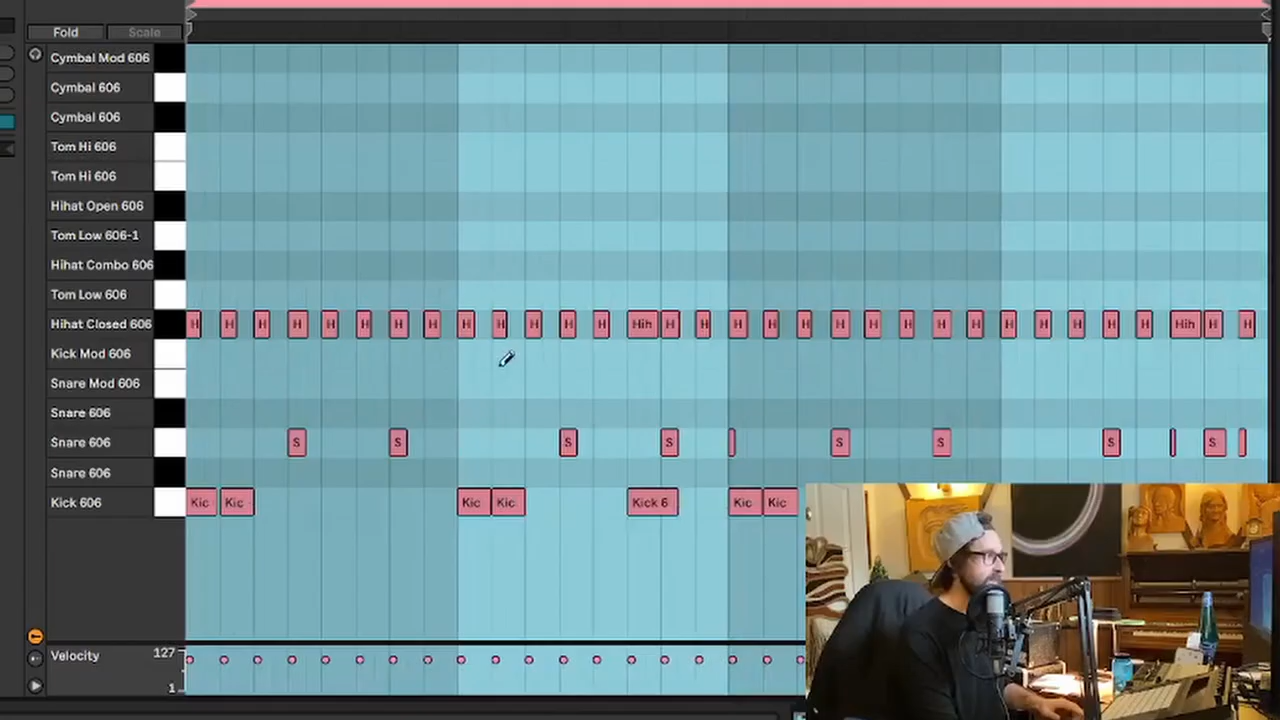 Fold Scale
Cymbal Mod 606
Cymbal 606
Cymbal 606
Tom Hi 606
Tom Hi 606
Hihat Open 606
Tom Low 606-1
Hihat Combo 606
Tom Low 606
Hihat Closed 606 H H H H H H H H H H H H H Hih H H H H H H H H H H H H H H Hih H H
Kick Mod 606
Snare Mod 606
Snare 606
Snare 606 S S S S S S S S
Snare 606
Kick 606 Kic Kic Kic Kic Kick 6 Kic Kic
Velocity 127
1